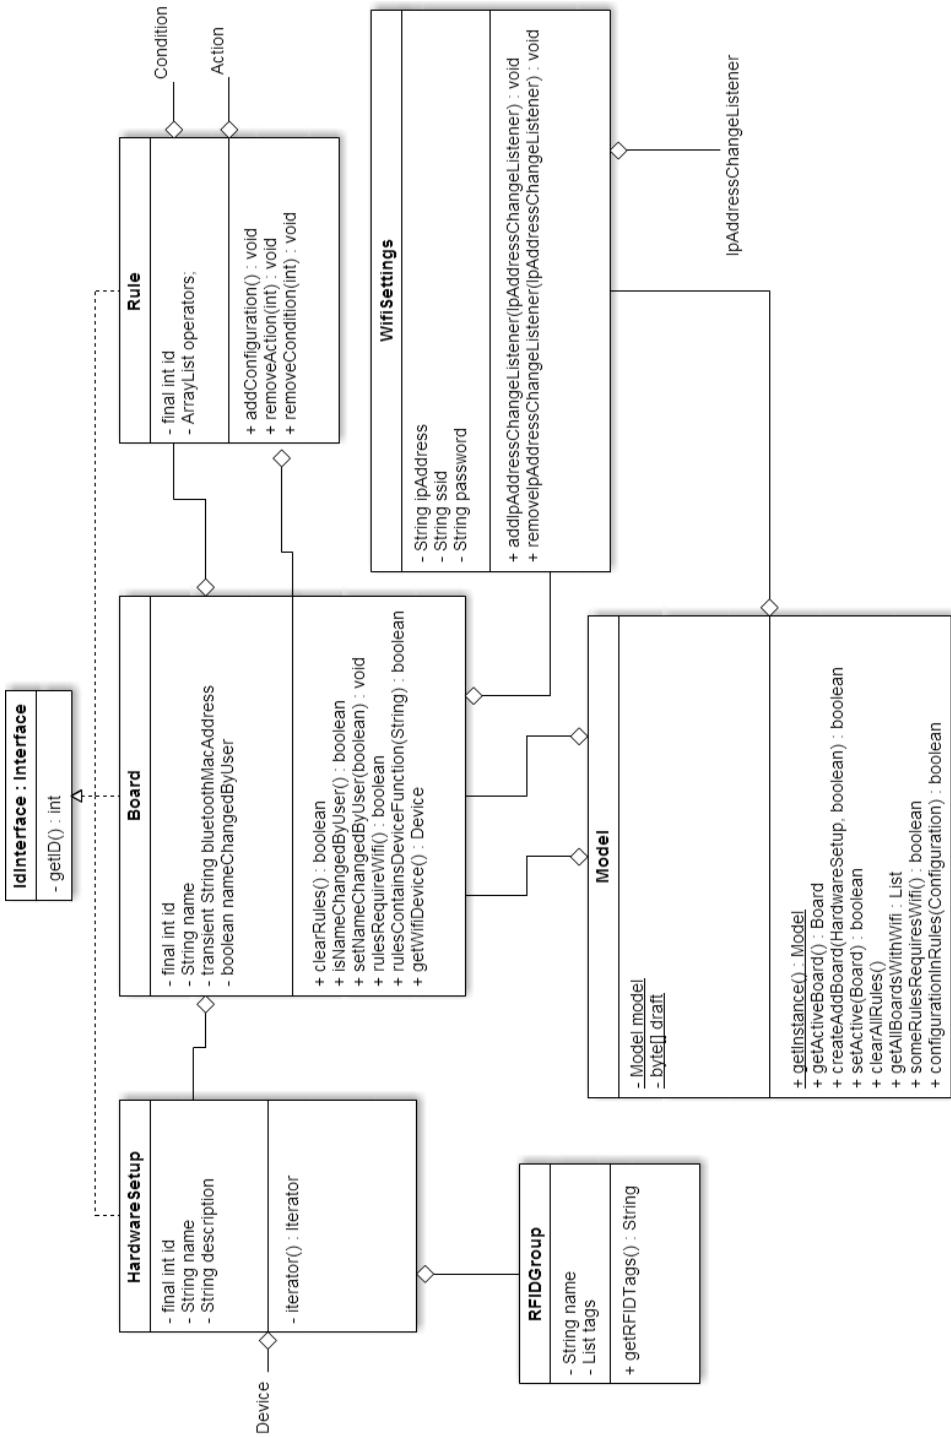 IdInterface : Interface
- getID() : int
HardwareSetup
- final int id
- String name
- String description
- iterator() : Iterator
Device
Board
- final int id
- String name
- transient String bluetoothMacAddress
- boolean nameChangedByUser
+ clearRules() : boolean
+ isNameChangedByUser() : boolean
+ setNameChangedByUser(boolean) : void
+ rulesRequireWifi() : boolean
+ rulesContainsDeviceFunction(String) : boolean
+ getWifiDevice() : Device
Rule
- final int id
- ArrayList operators;
+ addConfiguration() : void
+ removeAction(int) : void
+ removeCondition(int) : void
Condition
Action
RFIDGroup
- String name
- List tags
+ getRFIDTags() : String
Model
- Model model
- byte[] draft
+ getInstance() : Model
+ getActiveBoard() : Board
+ createAddBoard(HardwareSetup, boolean) : boolean
+ setActive(Board) : boolean
+ clearAllRules()
+ getAllBoardsWithWifi : List
+ someRulesRequiresWifi() : boolean
+ configurationInRules(Configuration) : boolean
WifiSettings
- String ipAddress
- String ssid
- String password
+ addIpAddressChangeListener(IpAddressChangeListener) : void
+ removeIpAddressChangeListener(IpAddressChangeListener) : void
IpAddressChangeListener